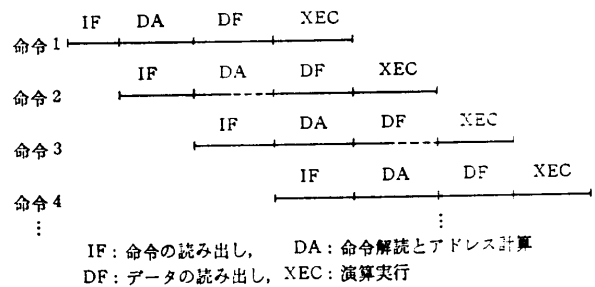 IF DA DF XEC
命令1
IF DA DF XEC
命令2
IF DA DF XEC
命令3
IF DA DF XEC
命令4
⋮ ⋮
IF：命令の読み出し， DA：命令解読とアドレス計算
DF：データの読み出し，XEC：演算実行